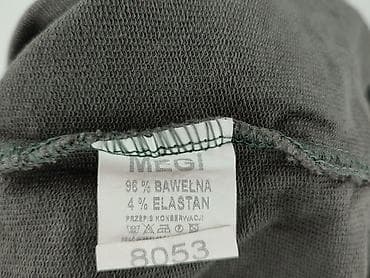 MEGI
96 % BAWEŁNA
4 % ELASTAN
PRZEPIS KONSERWACJI
8053